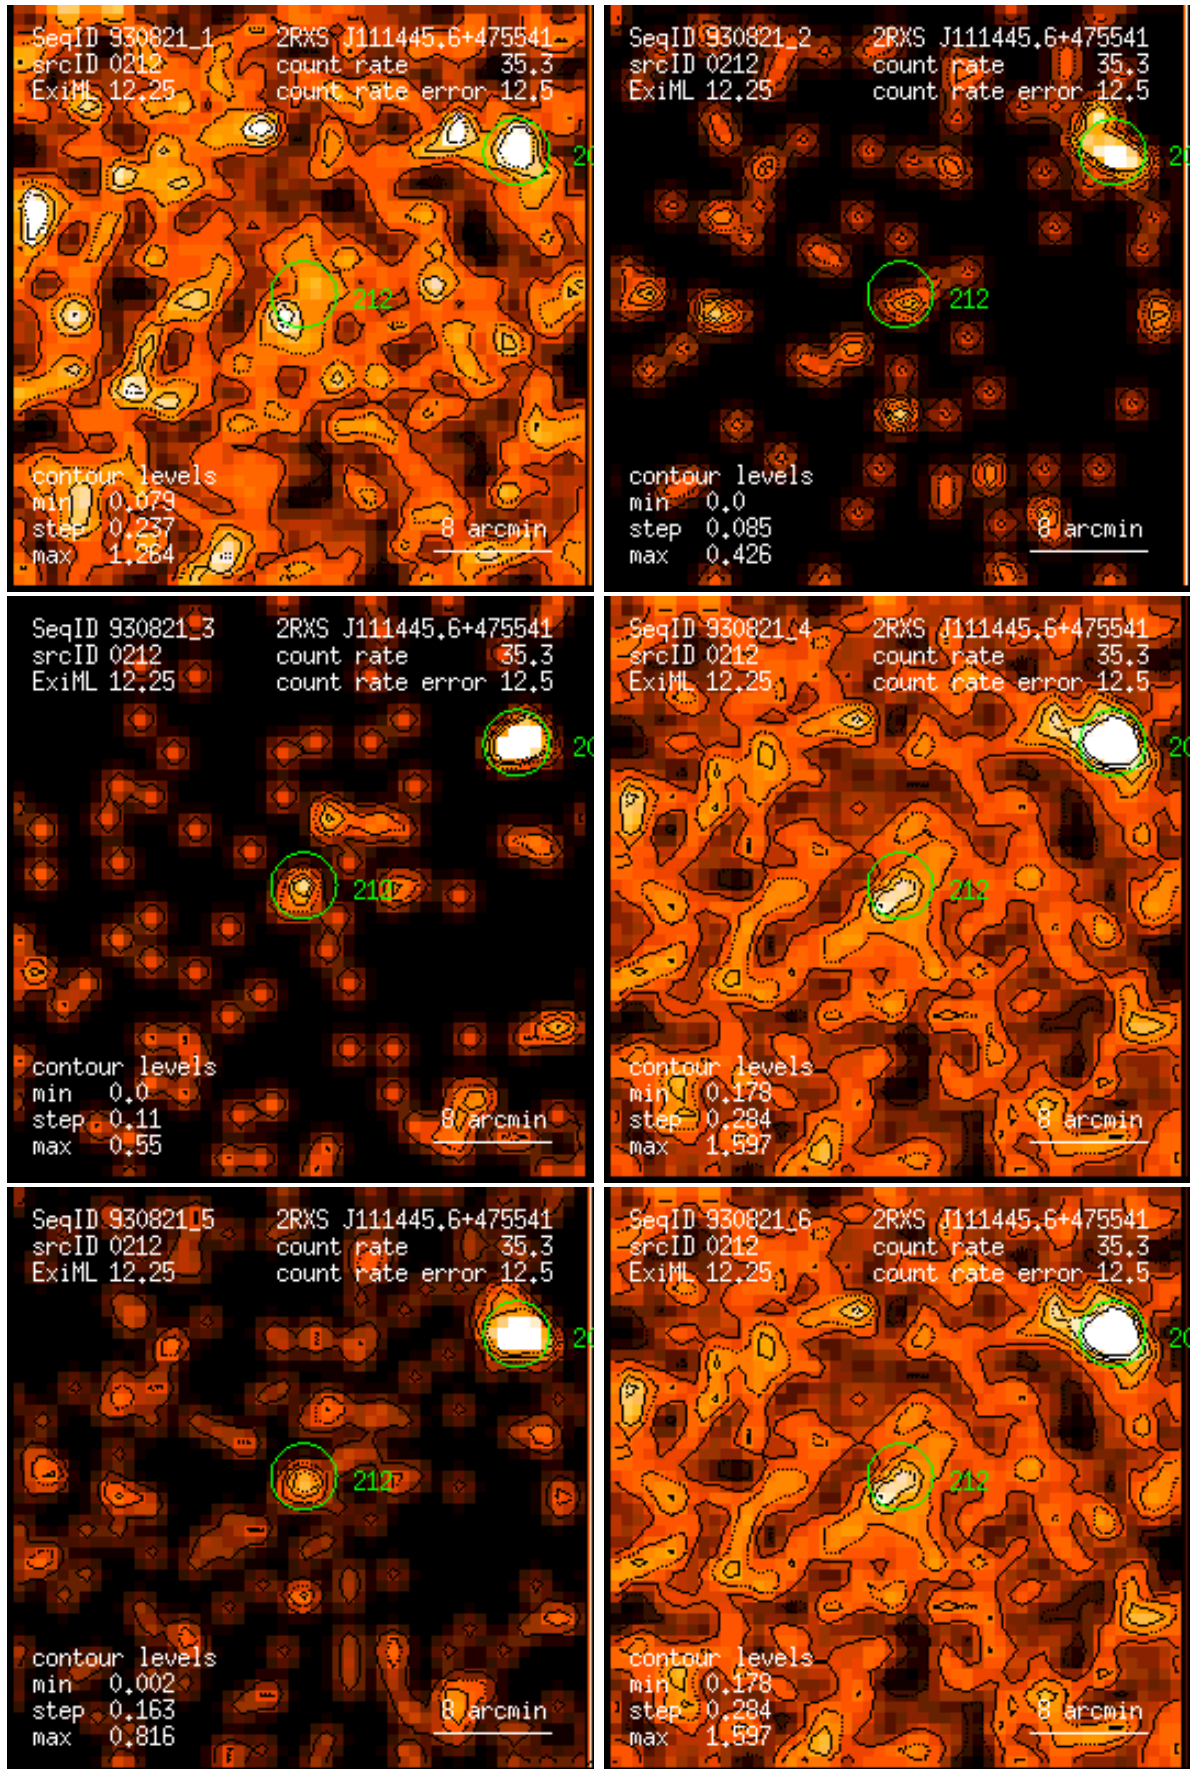 SeqID 930821_1 2RXS J111445.6+475541
srcID 0212 count rate 35.3
ExiML 12.25 count rate error 12.5
20
212
contour levels
min 0.079
step 0.237 8 arcmin
max 1.264
SeqID 930821_2 2RXS J111445.6+475541
srcID 0212 count rate 35.3
ExiML 12.25 count rate error 12.5
20
212
contour levels
min 0.0
step 0.085 8 arcmin
max 0.426
SeqID 930821_3 2RXS J111445.6+475541
srcID 0212 count rate 35.3
ExiML 12.25 count rate error 12.5
20
212
contour levels
min 0.0
step 0.11 8 arcmin
max 0.55
SeqID 930821_4 2RXS J111445.6+475541
srcID 0212 count rate 35.3
ExiML 12.25 count rate error 12.5
20
212
contour levels
min 0.178
step 0.284 8 arcmin
max 1.597
SeqID 930821_5 2RXS J111445.6+475541
srcID 0212 count rate 35.3
ExiML 12.25 count rate error 12.5
20
212
contour levels
min 0.002
step 0.163 8 arcmin
max 0.816
SeqID 930821_6 2RXS J111445.6+475541
srcID 0212 count rate 35.3
ExiML 12.25 count rate error 12.5
20
212
contour levels
min 0.178
step 0.284 8 arcmin
max 1.597